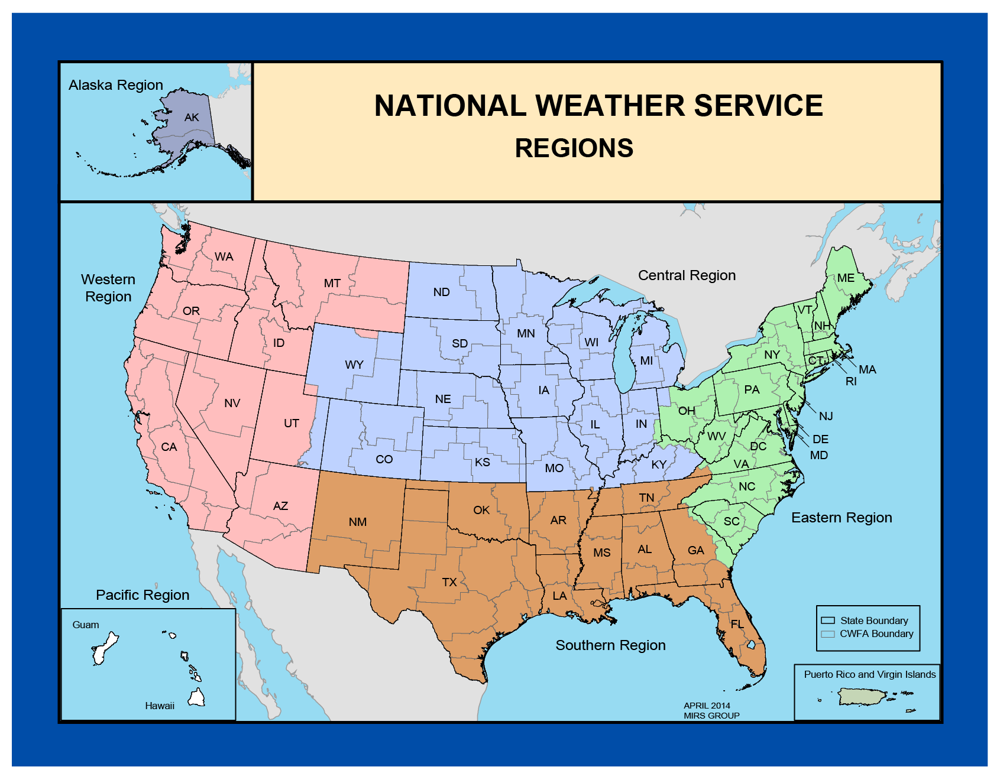 NATIONAL WEATHER SERVICE
REGIONS
Alaska Region
AK
Western
Region
Central Region
WA
MT
ND
ME
OR
ID
SD
MN
WI
MI
VT
NH
NY
CT
MA
RI
WY
NE
IA
PA
NV
UT
IL
IN
OH
NJ
CA
CO
KS
MO
KY
WV
DC
VA
DE
MD
AZ
NM
OK
AR
TN
NC
SC
Eastern Region
TX
LA
MS
AL
GA
FL
Pacific Region
Guam
Hawaii
Southern Region
State Boundary
CWFA Boundary
Puerto Rico and Virgin Islands
APRIL 2014
MIRS GROUP